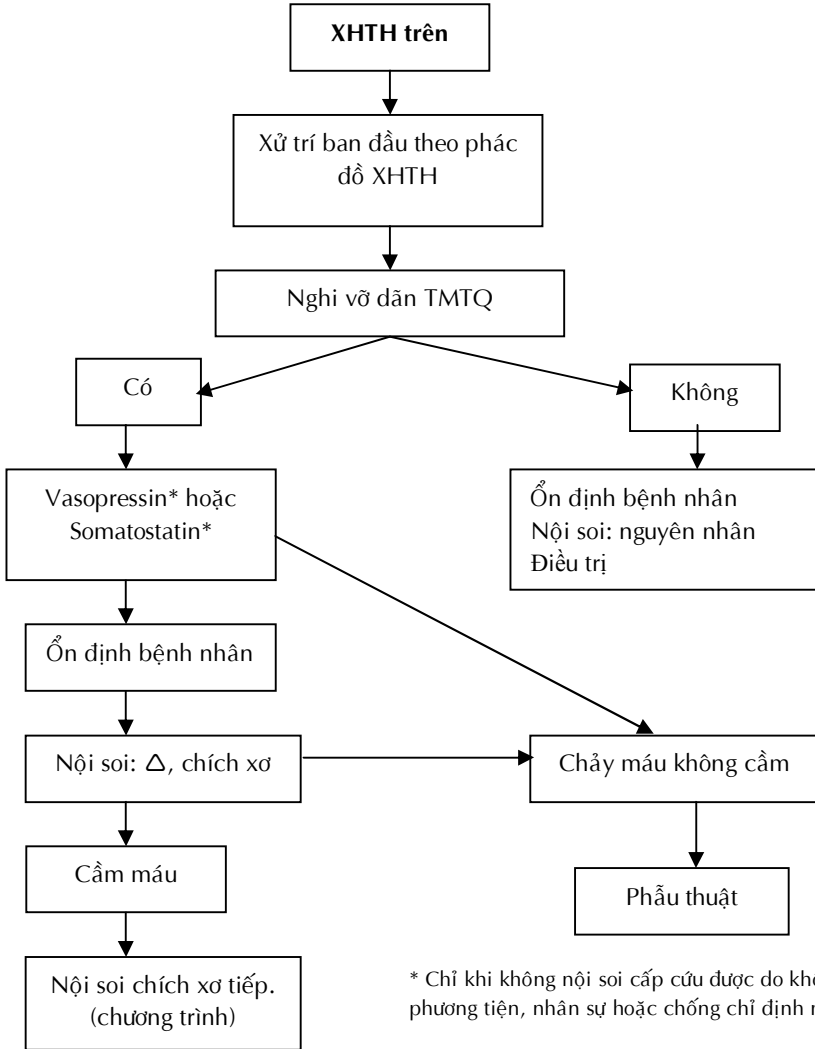 XHTH trên
Xử trí ban đầu theo phác
đồ XHTH
Nghi vỡ dãn TMTQ
Có
Không
Vasopressin* hoặc
Somatostatin*
Ổn định bệnh nhân
Nội soi: nguyên nhân
Điều trị
Ổn định bệnh nhân
Nội soi: △, chích xơ
Chảy máu không cầm
Cầm máu
Phẫu thuật
Nội soi chích xơ tiếp.
(chương trình)
* Chỉ khi không nội soi cấp cứu được do
phương tiện, nhân sự hoặc chống chỉ định